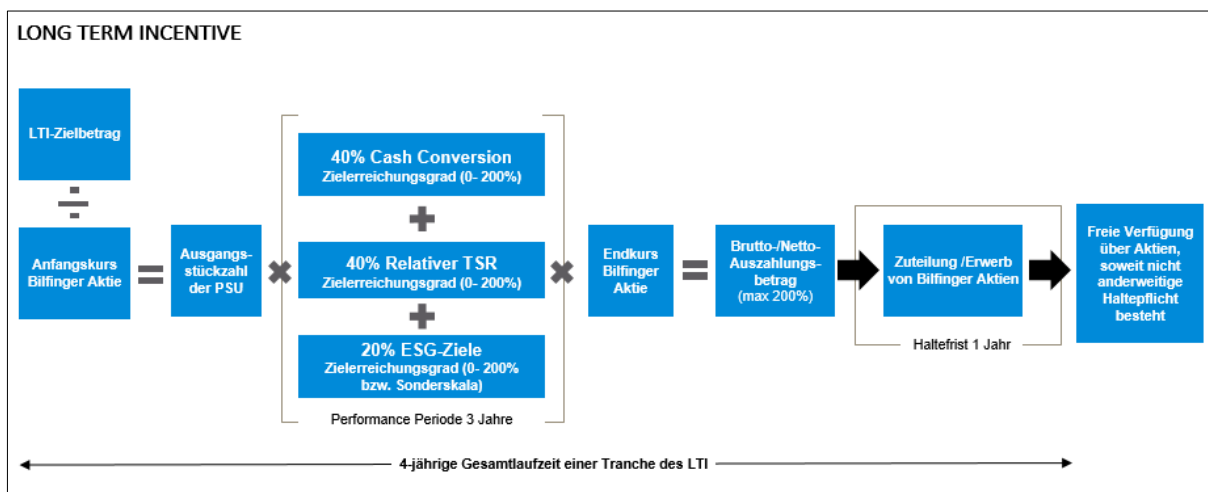 LONG TERM INCENTIVE
LTI-Zielbetrag
Anfangskurs
Bilfinger Aktie
Ausgangs-
stückzahl
der PSU
40% Cash Conversion
Zielerreichungsgrad (0- 200%)
40% Relativer TSR
Zielerreichungsgrad (0- 200%)
20% ESG-Ziele
Zielerreichungsgrad (0- 200%
bzw. Sonderskala)
Performance Periode 3 Jahre
Endkurs
Bilfinger
Aktie
Brutto-/Netto-
Auszahlungs-
betrag
(max 200%)
Zuteilung /Erwerb
von Bilfinger Aktien
Haltefrist 1 Jahr
Freie Verfügung
über Aktien,
soweit nicht
anderweitige
Haltepflicht
besteht
4-jährige Gesamtlaufzeit einer Tranche des LTI